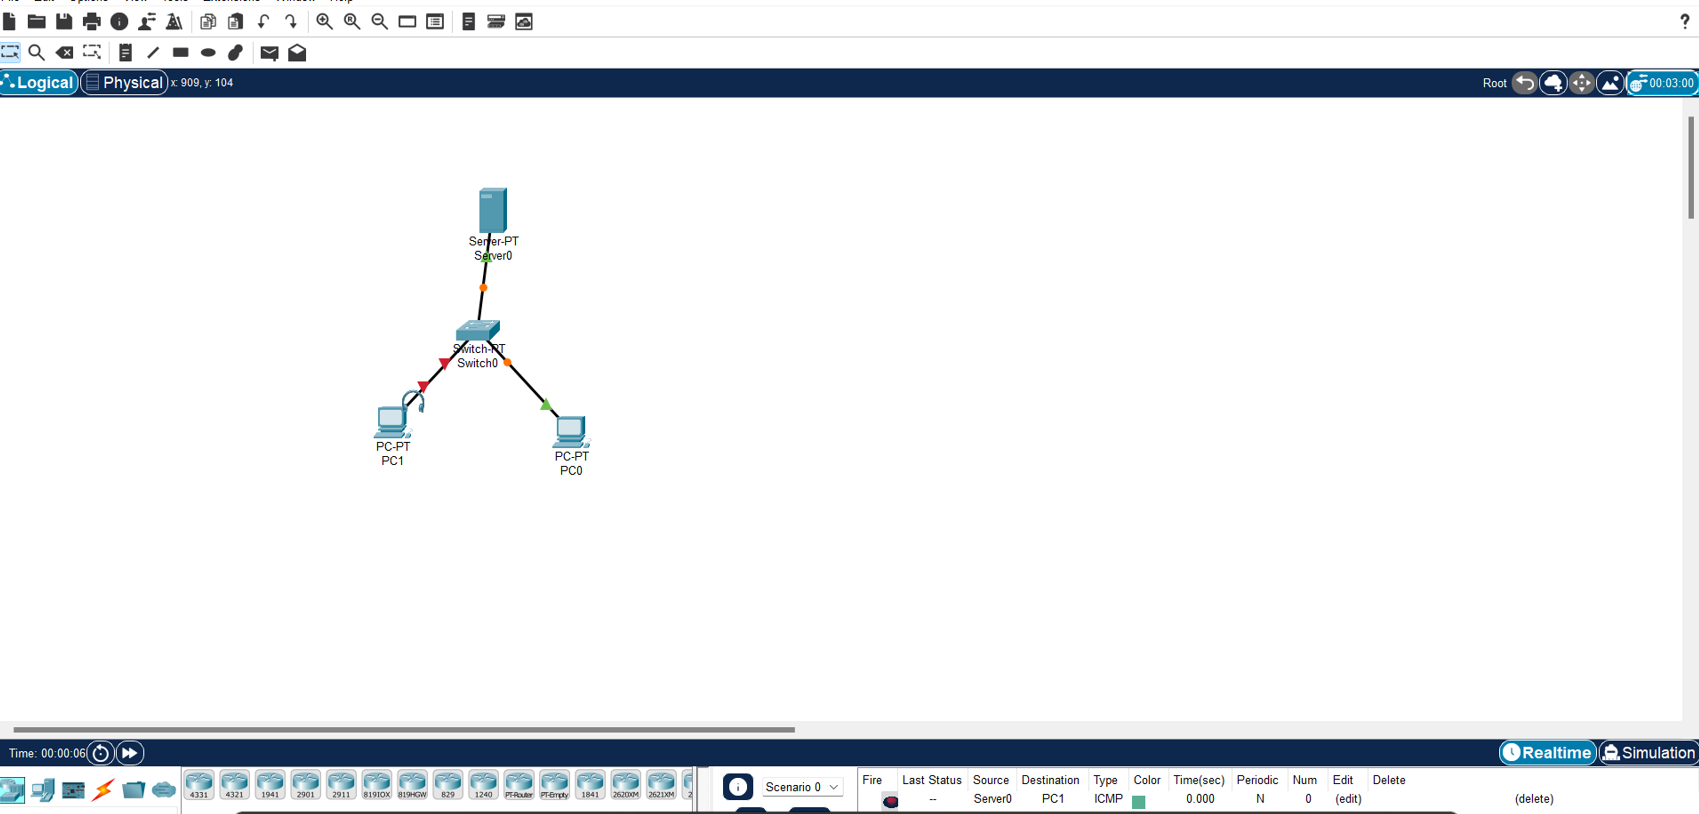 Logical
Physical
x: 909, y: 104
Root
00:03:00
Server-PT
Server0
Switch-PT
Switch0
PC-PT
PC1
PC-PT
PC0
Time: 00:00:06
Realtime
Simulation
4331
4321
1941
2901
2911
819IOX
819HGW
829
1240
PT-Router
PT-Empty
1841
2620XM
2621XM
2
Scenario 0
Fire Last Status Source Destination Type Color Time(sec) Periodic Num Edit Delete
-- Server0 PC1 ICMP 0.000 N 0 (edit) (delete)